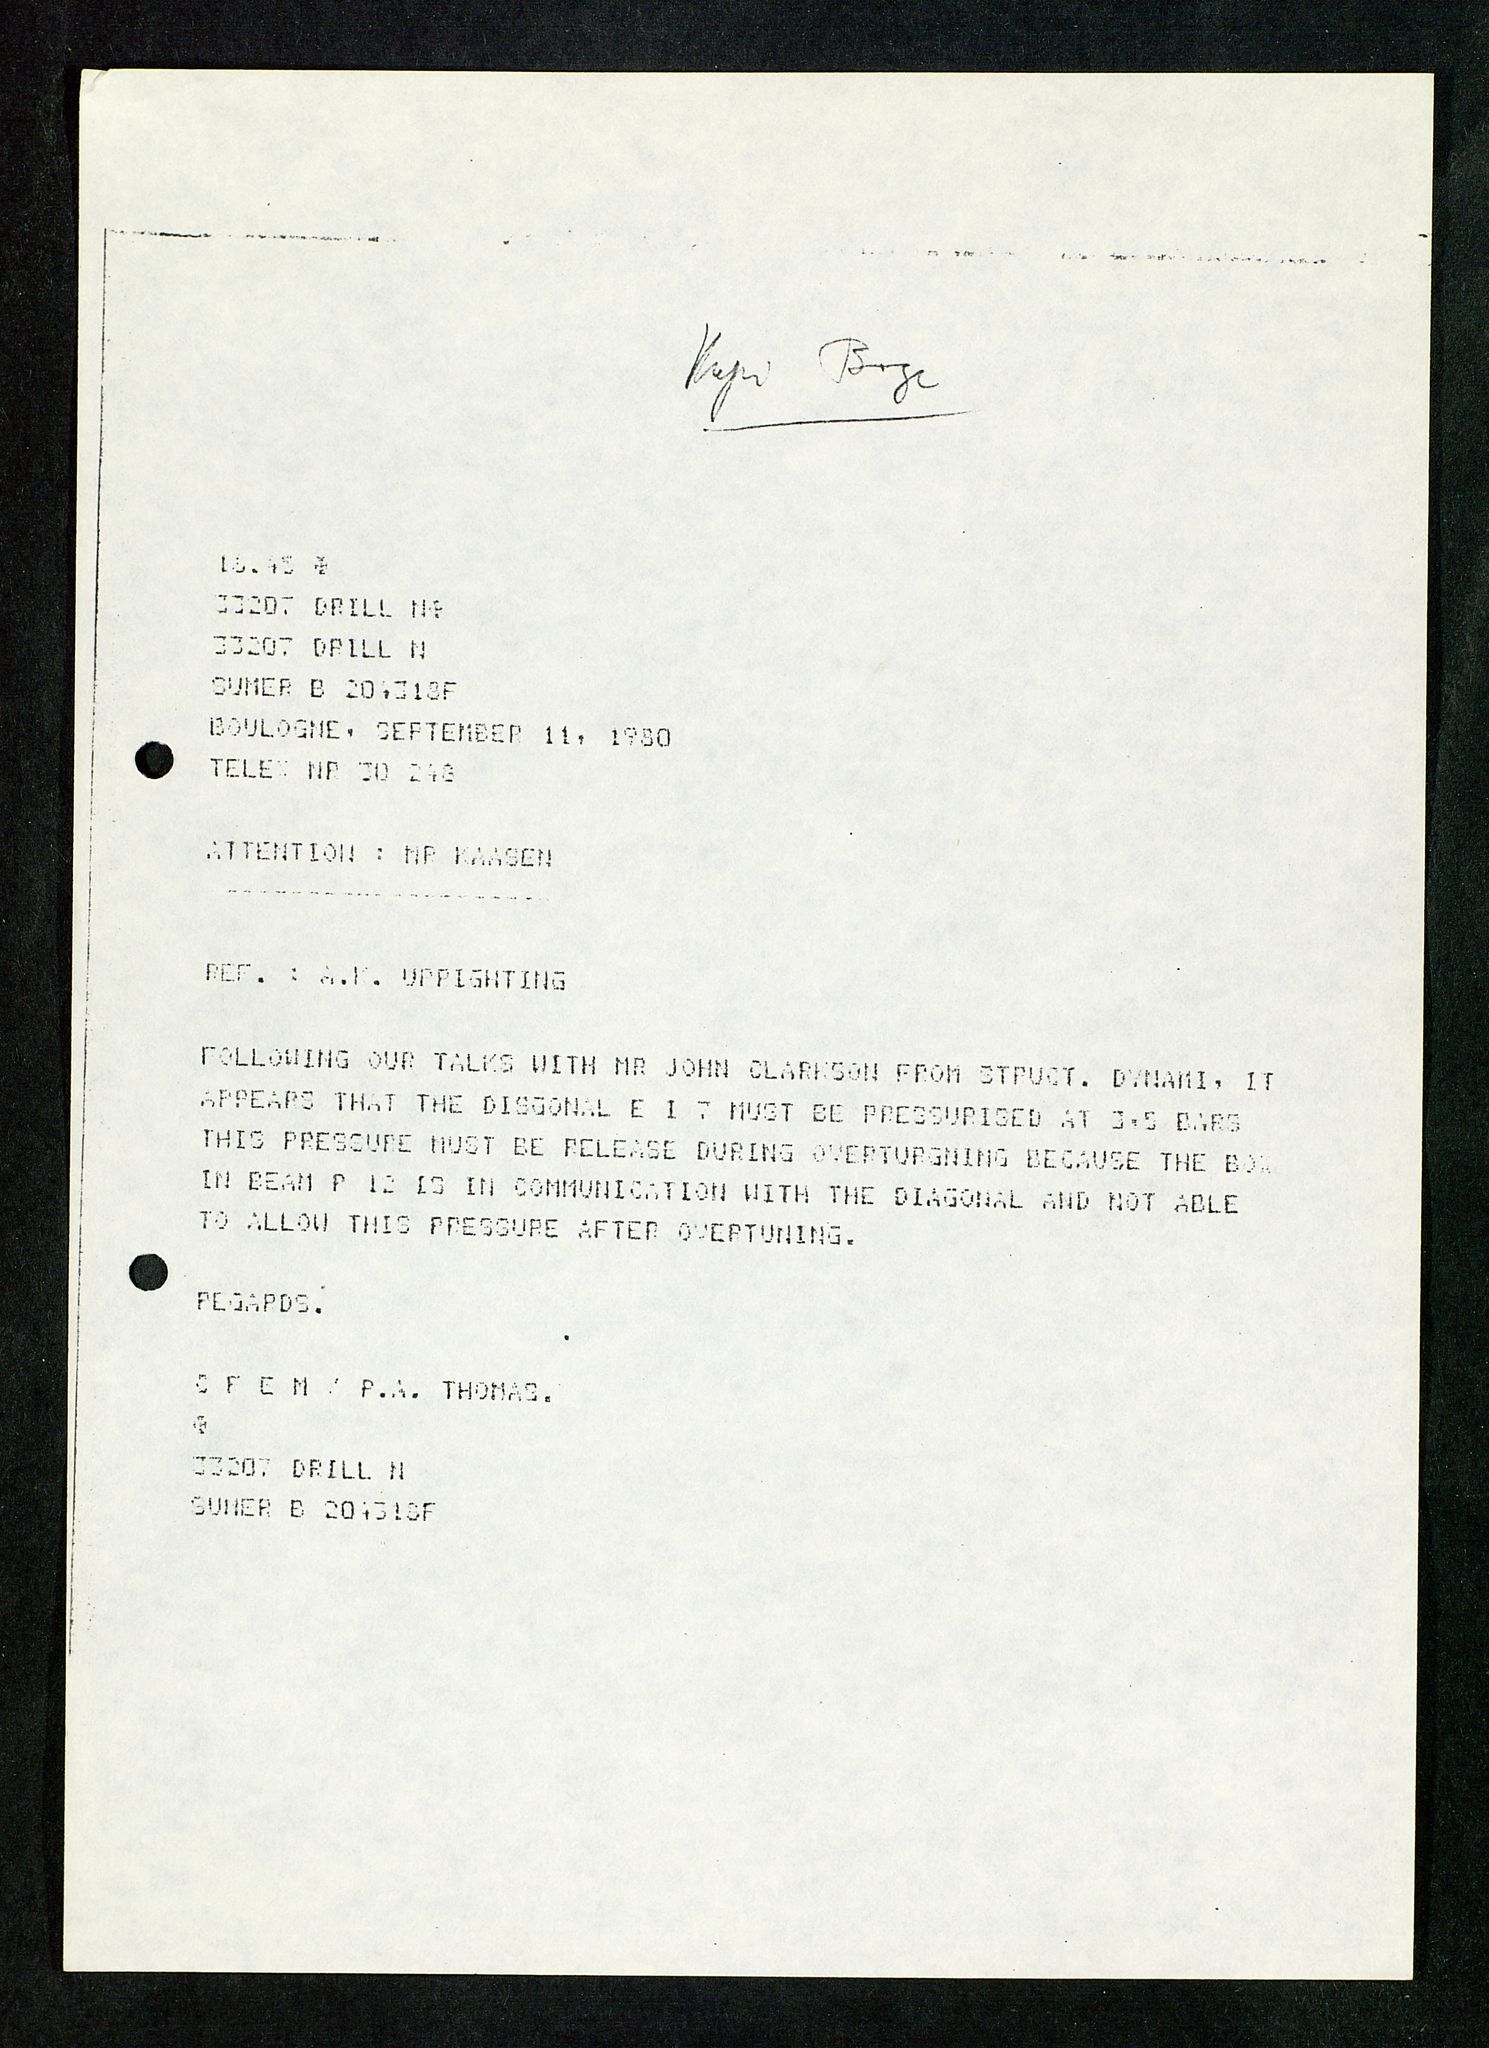 Kopi Børge
16.45 ✠
33207 DRILL N✠
33207 DRILL N
SUMER B 204318F
BOULOGNE, SEPTEMBER 11, 1980
TELEX NR 30 248
ATTENTION : MR KAASEN
--------------------
REF. : A.K. UPRIGHTING
FOLLOWING OUR TALKS WITH MR JOHN CLARKSON FROM STRUCT. DYNAMI, IT
APPEARS THAT THE DISGONAL E I 7 MUST BE PRESSURISED AT 3,5 BARS
THIS PRESSURE MUST BE RELEASE DURING OVERTURGNING BECAUSE THE BOX
IN BEAM P 12 IS IN COMMUNICATION WITH THE DIAGONAL AND NOT ABLE
TO ALLOW THIS PRESSURE AFTER OVERTUNING.
REGARDS.
S F E M / P.A. THOMAS.
✠
33207 DRILL N
SUMER B 204318F